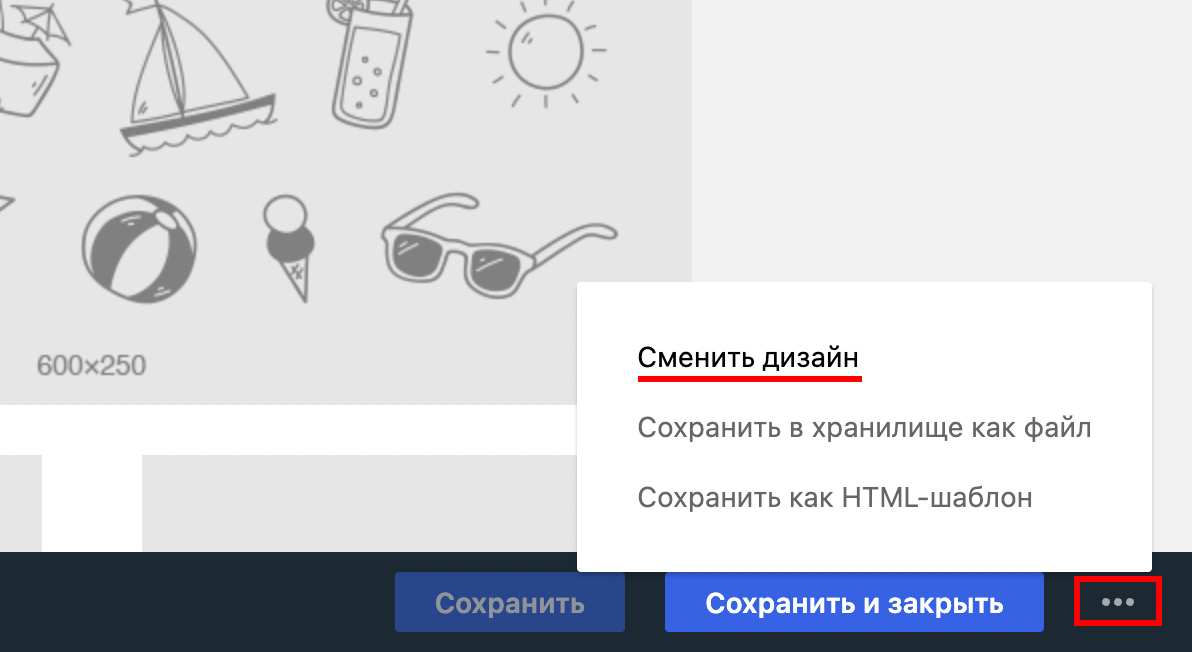 600×250
Сменить дизайн
Сохранить в хранилище как файл
Сохранить как HTML-шаблон
Сохранить
Сохранить и закрыть